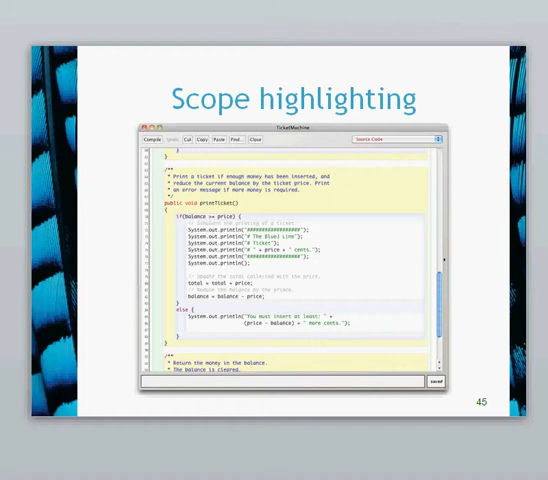 Scope highlighting
TicketMachine
Compile Undo Cut Copy Paste Find... Close Source Code
}
}
/**
* Print a ticket if enough money has been inserted, and
* reduce the current balance by the ticket price. Print
* an error message if more money is required.
*/
public void printTicket()
{
if(balance >= price) {
// Simulate the printing of a ticket.
System.out.println("##################");
System.out.println("# The BlueJ Line");
System.out.println("# Ticket");
System.out.println("# " + price + " cents.");
System.out.println("##################");
System.out.println();
// Update the total collected with the price.
total = total + price;
// Reduce the balance by the price.
balance = balance - price;
}
else {
System.out.println("You must insert at least: " +
(price - balance) + " more cents.");
}
}
/**
* Return the money in the balance.
* The balance is cleared.
saved
45